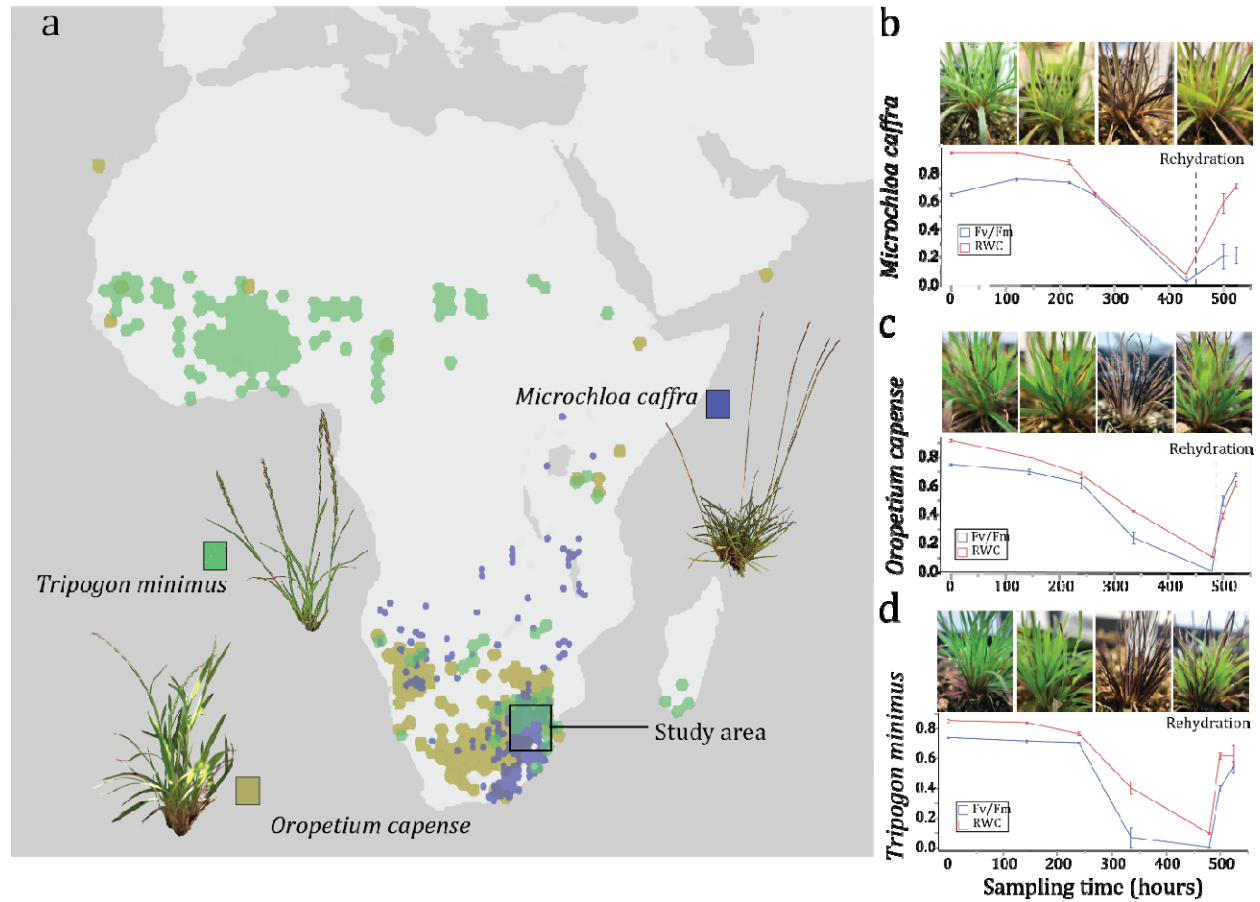 a
Microchloa caffra
Tripogon minimus
Oropetium capense
Study area
b
Microchloa caffra
Rehydration
0.8
0.6
0.4
0.2
0.0
Fv/Fm
RWC
0 100 200 300 400 500
c
Oropetium capense
Rehydration
0.8
0.6
0.4
0.2
0.0
Fv/Fm
RWC
0 100 200 300 400 500
d
Tripogon minimus
Rehydration
0.8
0.6
0.4
0.2
0.0
Fv/Fm
RWC
0 100 200 300 400 500
Sampling time (hours)